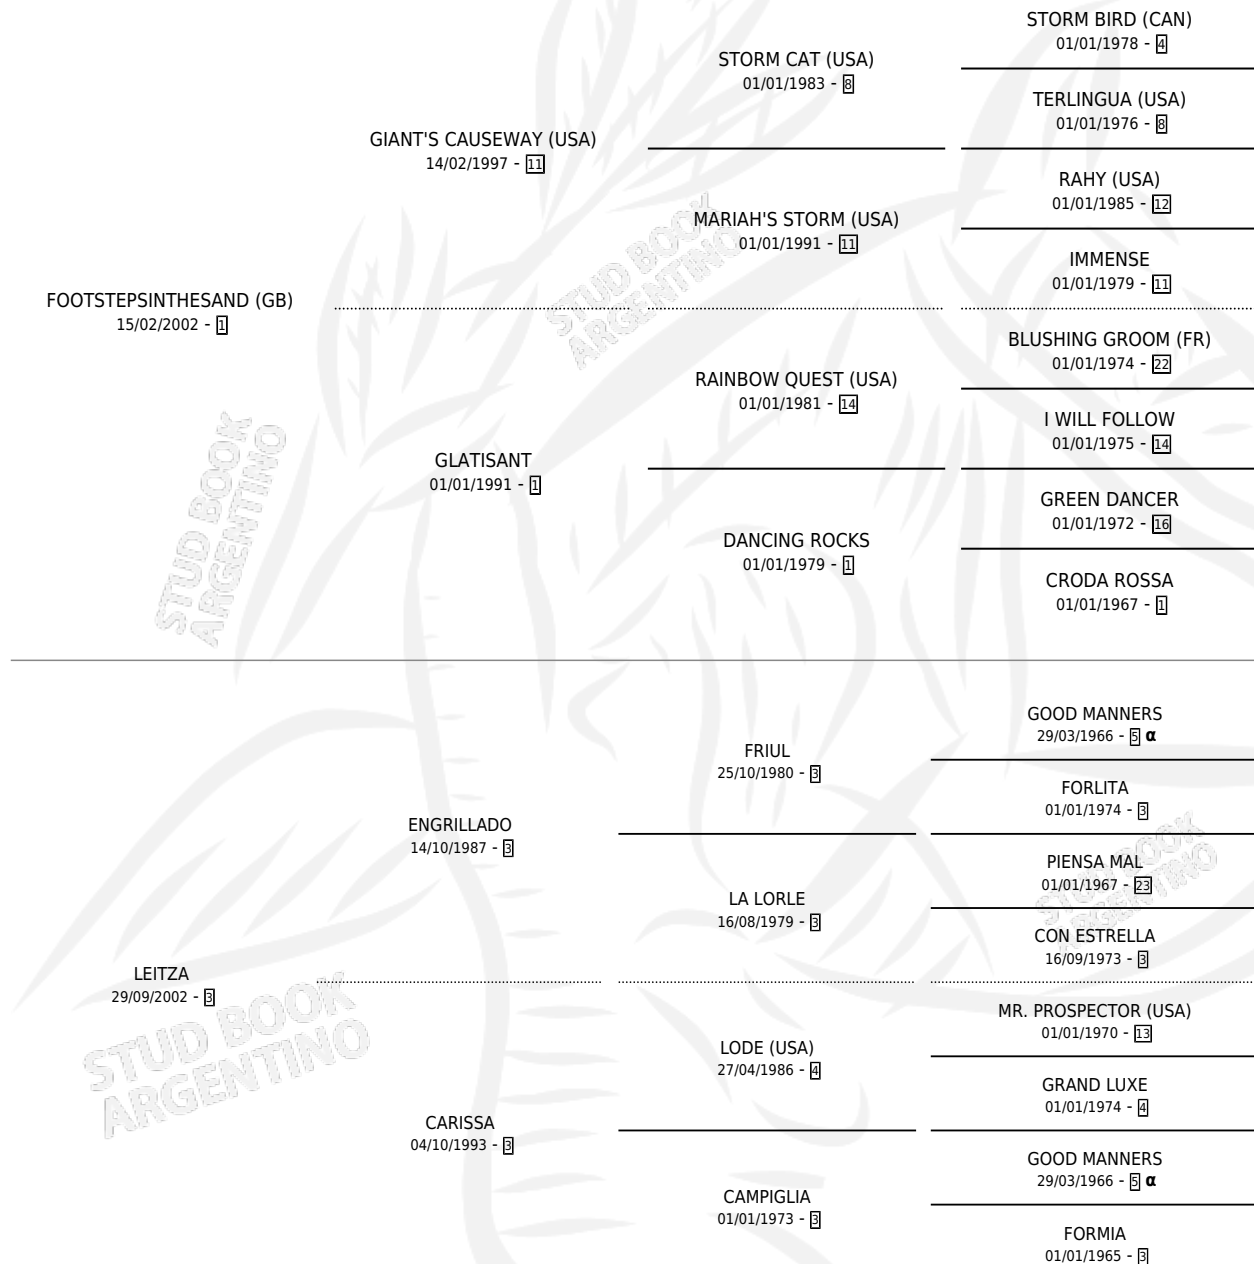 STORM BIRD (CAN)
01/01/1978 - 4
STORM CAT (USA)
01/01/1983 - 8
TERLINGUA (USA)
01/01/1976 - 8
GIANT'S CAUSEWAY (USA)
14/02/1997 - 11
RAHY (USA)
01/01/1985 - 12
MARIAH'S STORM (USA)
01/01/1991 - 11
IMMENSE
01/01/1979 - 11
FOOTSTEPSINTHESAND (GB)
15/02/2002 - 1
BLUSHING GROOM (FR)
01/01/1974 - 22
RAINBOW QUEST (USA)
01/01/1981 - 14
I WILL FOLLOW
01/01/1975 - 14
GLATISANT
01/01/1991 - 1
GREEN DANCER
01/01/1972 - 16
DANCING ROCKS
01/01/1979 - 1
CRODA ROSSA
01/01/1967 - 1
GOOD MANNERS
29/03/1966 - 5 α
FRIUL
25/10/1980 - 3
FORLITA
01/01/1974 - 3
ENGRILLADO
14/10/1987 - 3
PIENSA MAL
01/01/1967 - 23
LA LORLE
16/08/1979 - 3
CON ESTRELLA
16/09/1973 - 3
LEITZA
29/09/2002 - 3
MR. PROSPECTOR (USA)
01/01/1970 - 13
LODE (USA)
27/04/1986 - 4
GRAND LUXE
01/01/1974 - 4
CARISSA
04/10/1993 - 3
GOOD MANNERS
29/03/1966 - 5 α
CAMPIGLIA
01/01/1973 - 3
FORMIA
01/01/1965 - 3
STUD BOOK
ARGENTINO
STUD BOOK
ARGENTINO
STUD BOOK
ARGENTINO
STUD BOOK
ARGENTINO